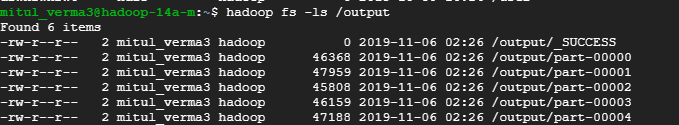 mitul_verma3@hadoop-14a-m:~$ hadoop fs -ls /output
Found 6 items
-rw-r--r-- 2 mitul_verma3 hadoop 0 2019-11-06 02:26 /output/_SUCCESS
-rw-r--r-- 2 mitul_verma3 hadoop 46368 2019-11-06 02:26 /output/part-00000
-rw-r--r-- 2 mitul_verma3 hadoop 47959 2019-11-06 02:26 /output/part-00001
-rw-r--r-- 2 mitul_verma3 hadoop 45808 2019-11-06 02:26 /output/part-00002
-rw-r--r-- 2 mitul_verma3 hadoop 46159 2019-11-06 02:26 /output/part-00003
-rw-r--r-- 2 mitul_verma3 hadoop 47188 2019-11-06 02:26 /output/part-00004